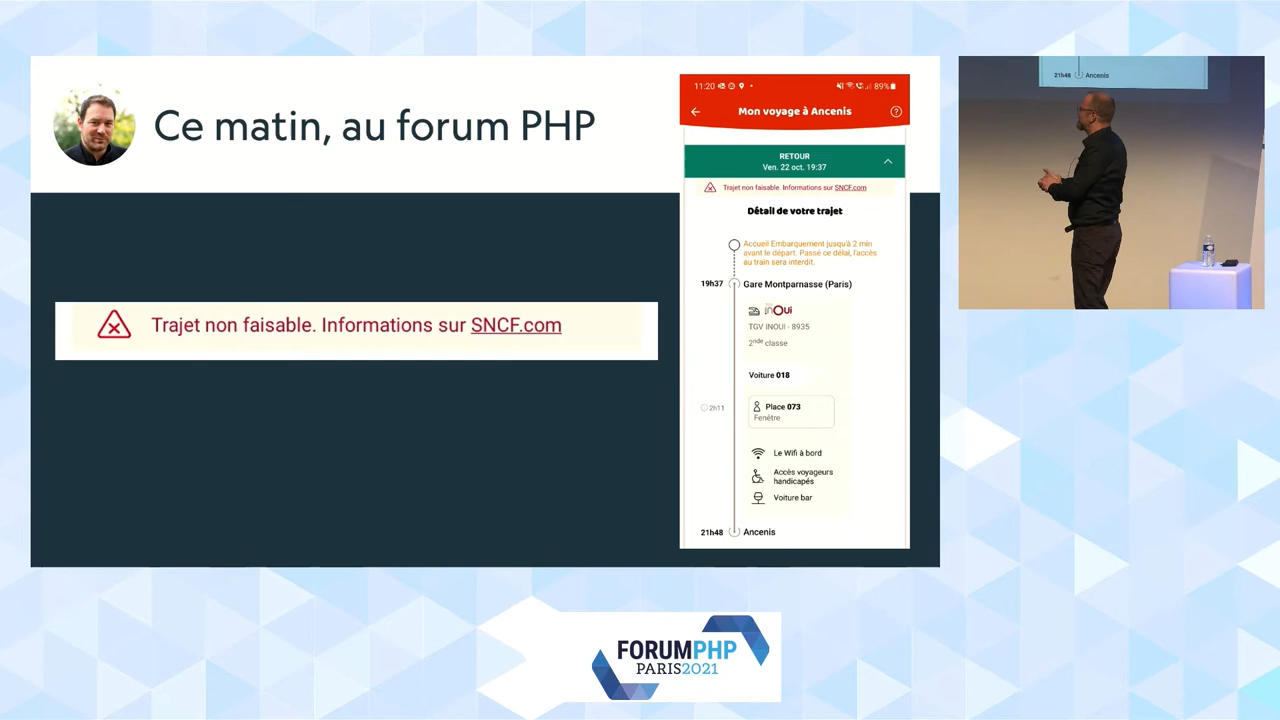 Ce matin, au forum PHP
Trajet non faisable. Informations sur SNCF.com
11:20
89%
Mon voyage à Ancenis
RETOUR
Ven. 22 oct. 19:37
Trajet non faisable. Informations sur SNCF.com
Détail de votre trajet
Accueil Embarquement jusqu'à 2 min
avant le départ. Passé ce délai, l'accès
au train sera interdit.
19h37 Gare Montparnasse (Paris)
inOui
TGV INOUI - 8935
2nde classe
Voiture 018
2h11
Place 073
Fenêtre
Le Wifi à bord
Accès voyageurs
handicapés
Voiture bar
21h48 Ancenis
21h48 Ancenis
FORUMPHP
PARIS2021